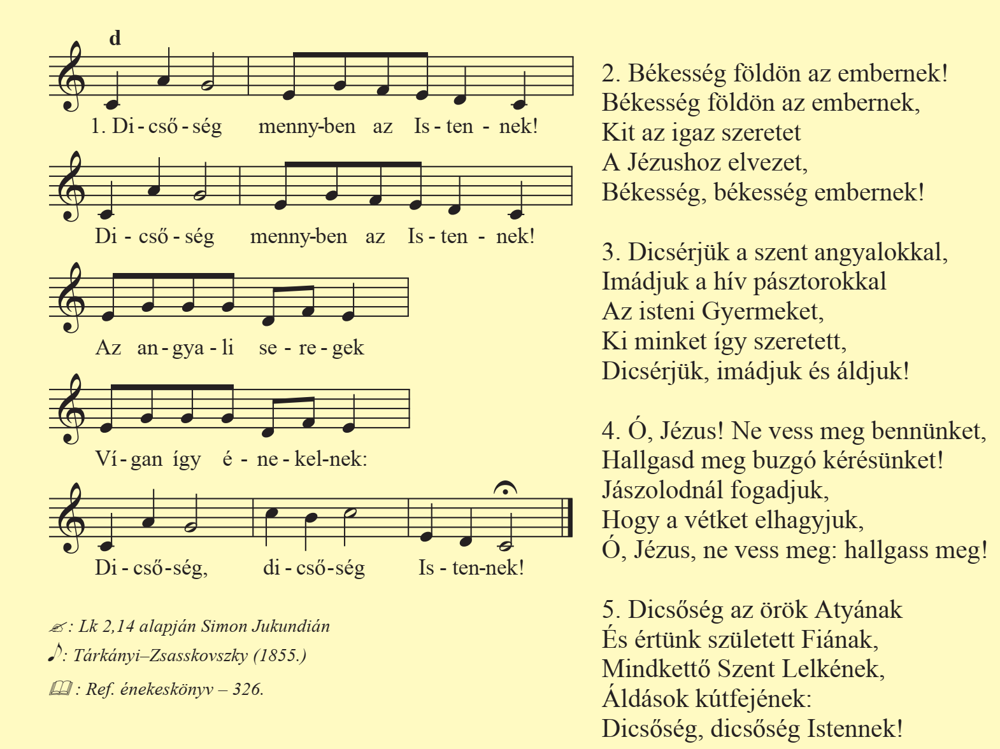 d
1. Di - cső - ség menny-ben az Is - ten - nek!
Di - cső - ség menny-ben az Is - ten - nek!
Az an - gya - li se - re - gek
Ví - gan így é - ne - kel-nek:
Di - cső-ség, di - cső-ség Is - ten-nek!
: Lk 2,14 alapján Simon Jukundián
: Tárkányi–Zsasskovszky (1855.)
: Ref. énekeskönyv – 326.
2. Békesség földön az embernek!
Békesség földön az embernek,
Kit az igaz szeretet
A Jézushoz elvezet,
Békesség, békesség embernek!
3. Dicsérjük a szent angyalokkal,
Imádjuk a hív pásztorokkal
Az isteni Gyermeket,
Ki minket így szeretett,
Dicsérjük, imádjuk és áldjuk!
4. Ó, Jézus! Ne vess meg bennünket,
Hallgasd meg buzgó kérésünket!
Jászolodnál fogadjuk,
Hogy a vétket elhagyjuk,
Ó, Jézus, ne vess meg: hallgass meg!
5. Dicsőség az örök Atyának
És értünk született Fiának,
Mindkettő Szent Lelkének,
Áldások kútfejének:
Dicsőség, dicsőség Istennek!